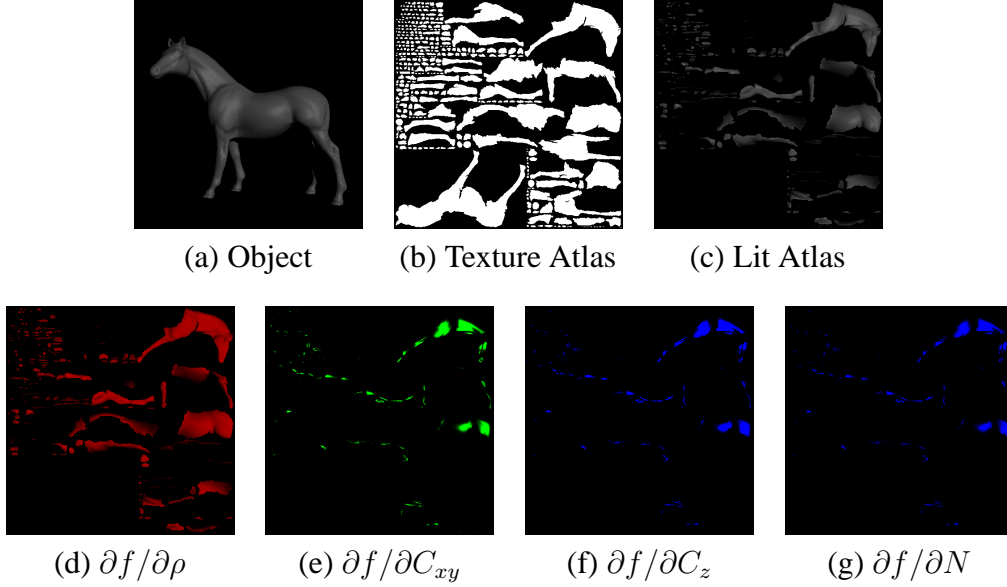 (a) Object
(b) Texture Atlas
(c) Lit Atlas
(d) ∂f/∂ρ
(e) ∂f/∂C_{xy}
(f) ∂f/∂C_z
(g) ∂f/∂N